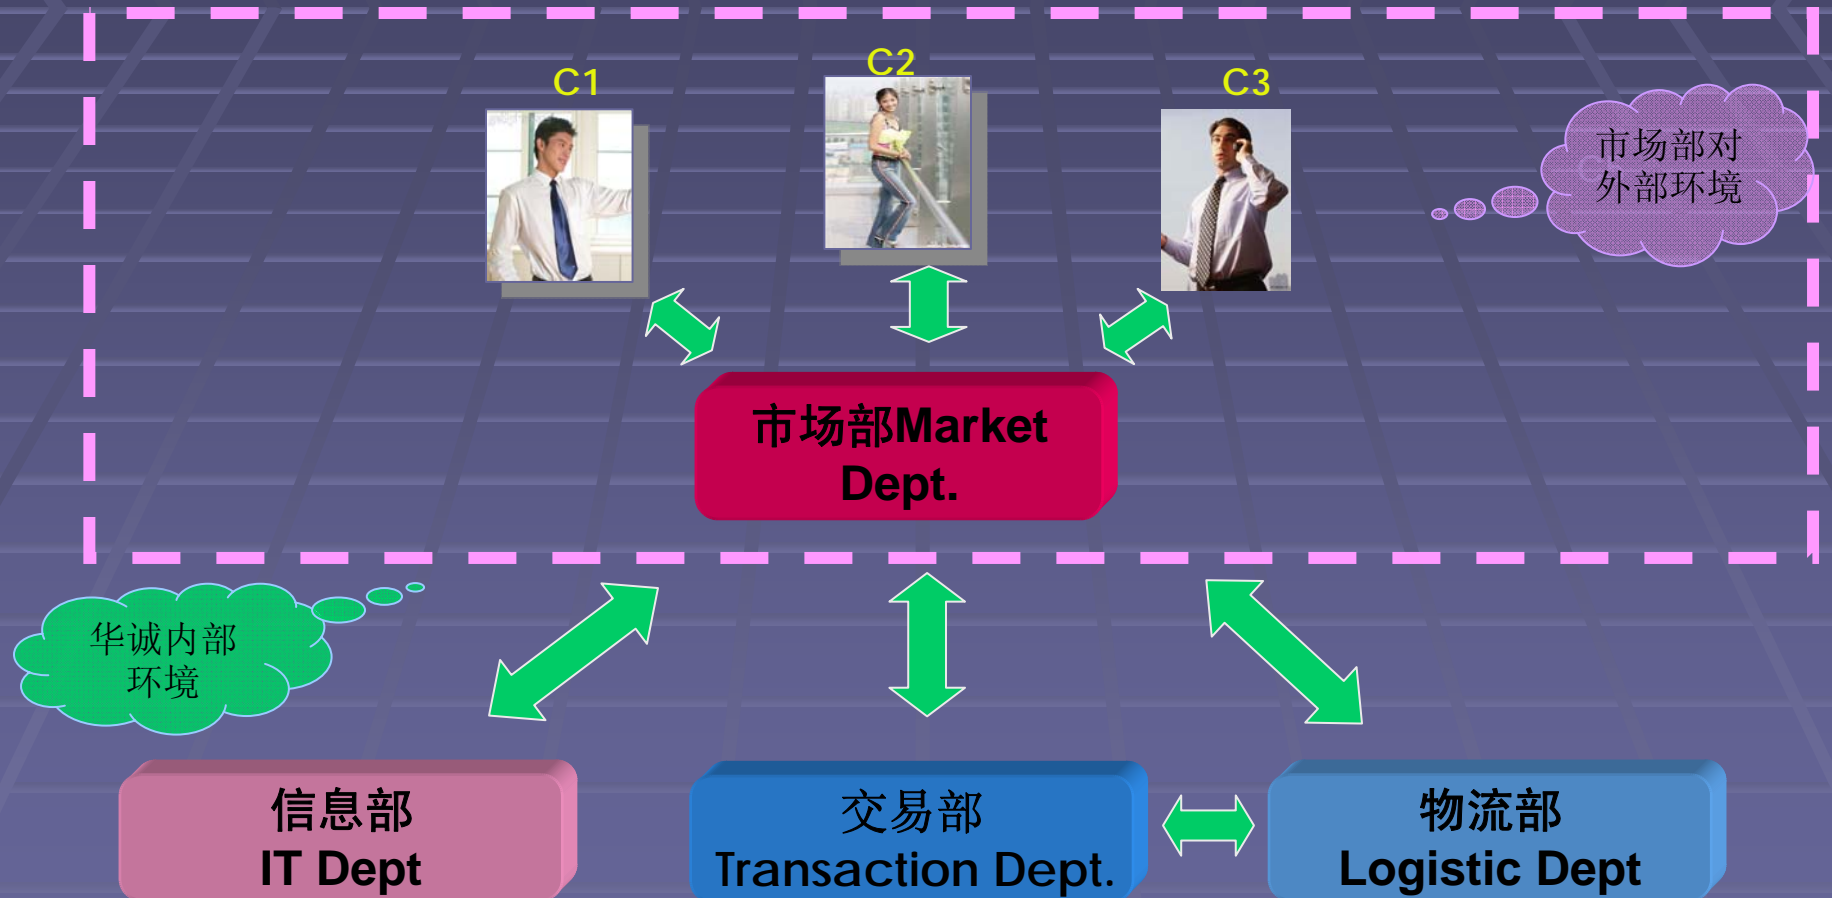 C1
C2
C3
市场部对
外部环境
市场部Market
Dept.
华诚内部
环境
信息部
IT Dept
交易部
Transaction Dept.
物流部
Logistic Dept